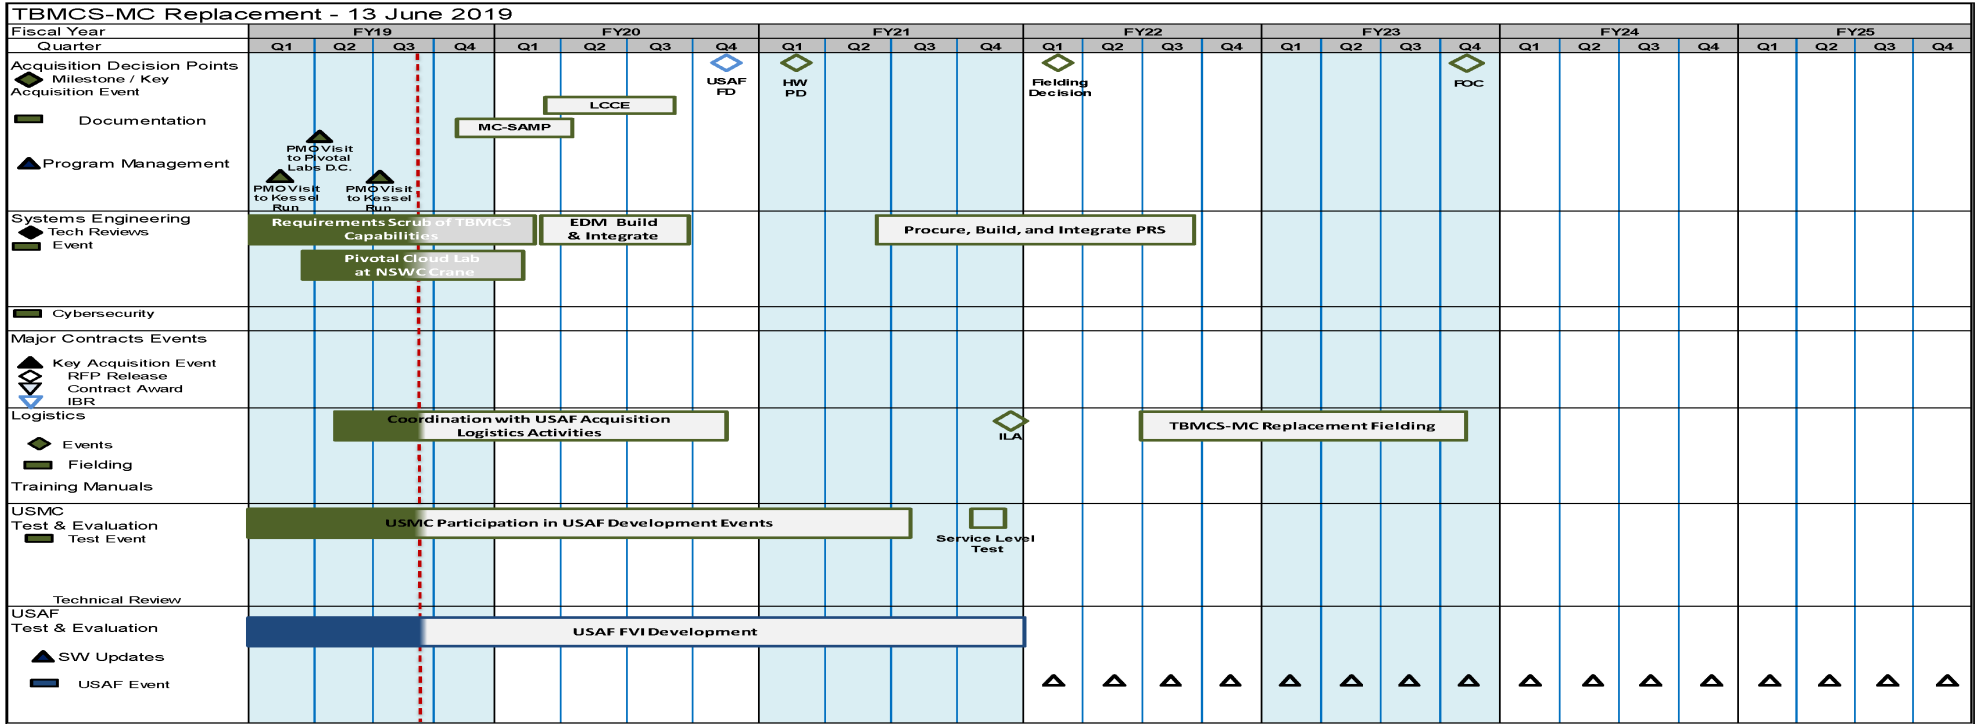 TBMCS-MC Replacement - 13 June 2019
Fiscal Year FY19 FY20 FY21 FY22 FY23 FY24 FY25
Quarter Q1 Q2 Q3 Q4 Q1 Q2 Q3 Q4 Q1 Q2 Q3 Q4 Q1 Q2 Q3 Q4 Q1 Q2 Q3 Q4 Q1 Q2 Q3 Q4 Q1 Q2 Q3 Q4
Acquisition Decision Points
Milestone / Key
Acquisition Event
Documentation
Program Management
USAF
FD
HW
PD
Fielding
Decision
FOC
LCCE
MC-SAMP
PMO Visit
to Pivotal
Labs D.C.
PMO Visit
to Kessel
Run
PMO Visit
to Kessel
Run
Systems Engineering
Tech Reviews
Event
Requirements Scrub of TBMCS
Capabilities
EDM Build
& Integrate
Procure, Build, and Integrate PRS
Pivotal Cloud Lab
at NSWC Crane
Cybersecurity
Major Contracts Events
Key Acquisition Event
RFP Release
Contract Award
IBR
Logistics
Events
Fielding
Training Manuals
Coordination with USAF Acquisition
Logistics Activities
ILA
TBMCS-MC Replacement Fielding
USMC
Test & Evaluation
Test Event
Technical Review
USMC Participation in USAF Development Events
Service Level
Test
USAF
Test & Evaluation
SW Updates
USAF Event
USAF FVI Development